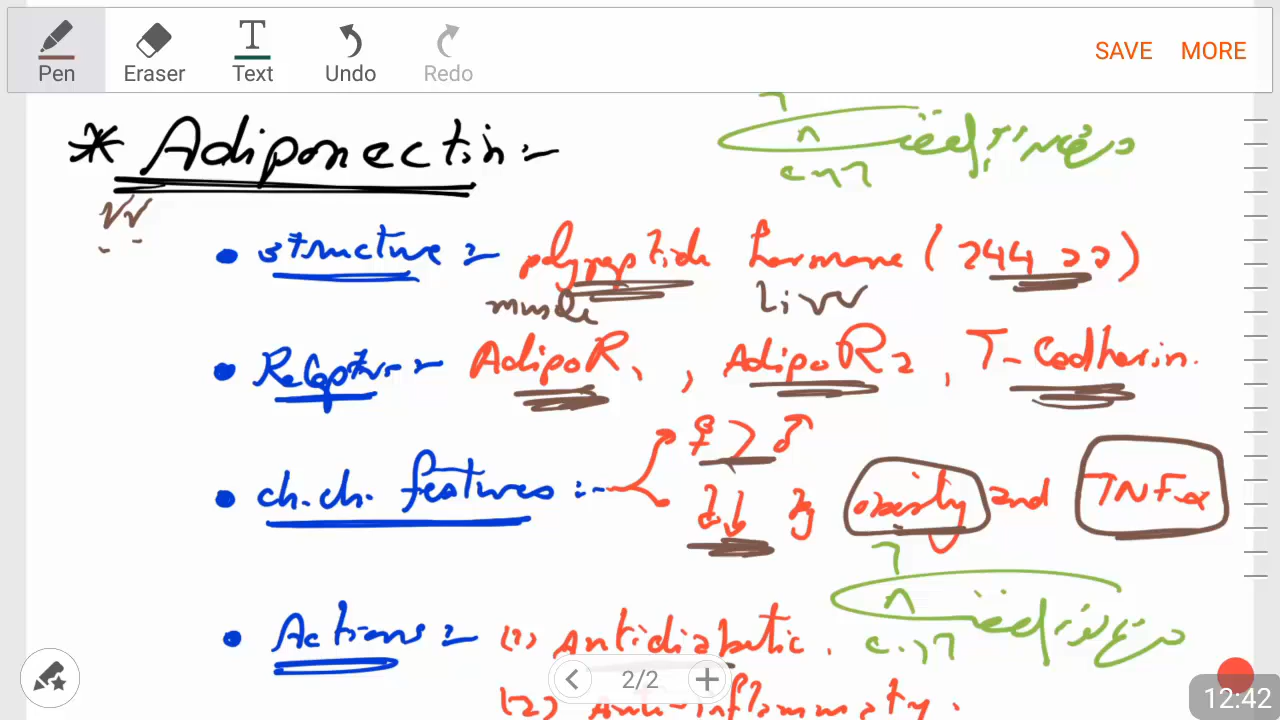 Pen Eraser Text Undo Redo SAVE MORE
* Adiponectin :-
• structure :- polypeptide hormone (244 aa)
muscle Liver
• Receptor :- AdipoR1, AdipoR2, T-Cadherin.
• ch.ch. features :- ♀ > ♂
↓↓ by obesity and TNFα
• Actions :- (1) Antidiabetic.
(2) Anti-inflammatory.
2/2
12:42